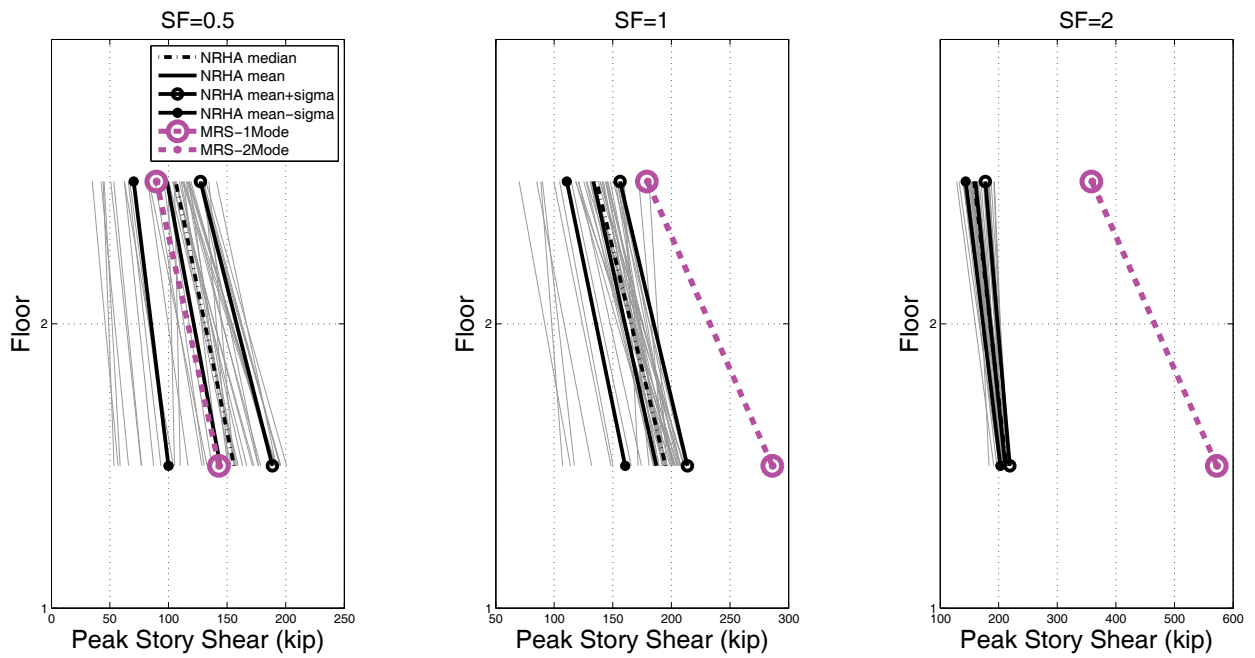 SF=0.5
NRHA median
NRHA mean
NRHA mean+sigma
NRHA mean−sigma
MRS−1Mode
MRS−2Mode
Floor
2
1
0 50 100 150 200 250
Peak Story Shear (kip)
SF=1
Floor
2
1
50 100 150 200 250 300
Peak Story Shear (kip)
SF=2
Floor
2
1
100 200 300 400 500 600
Peak Story Shear (kip)